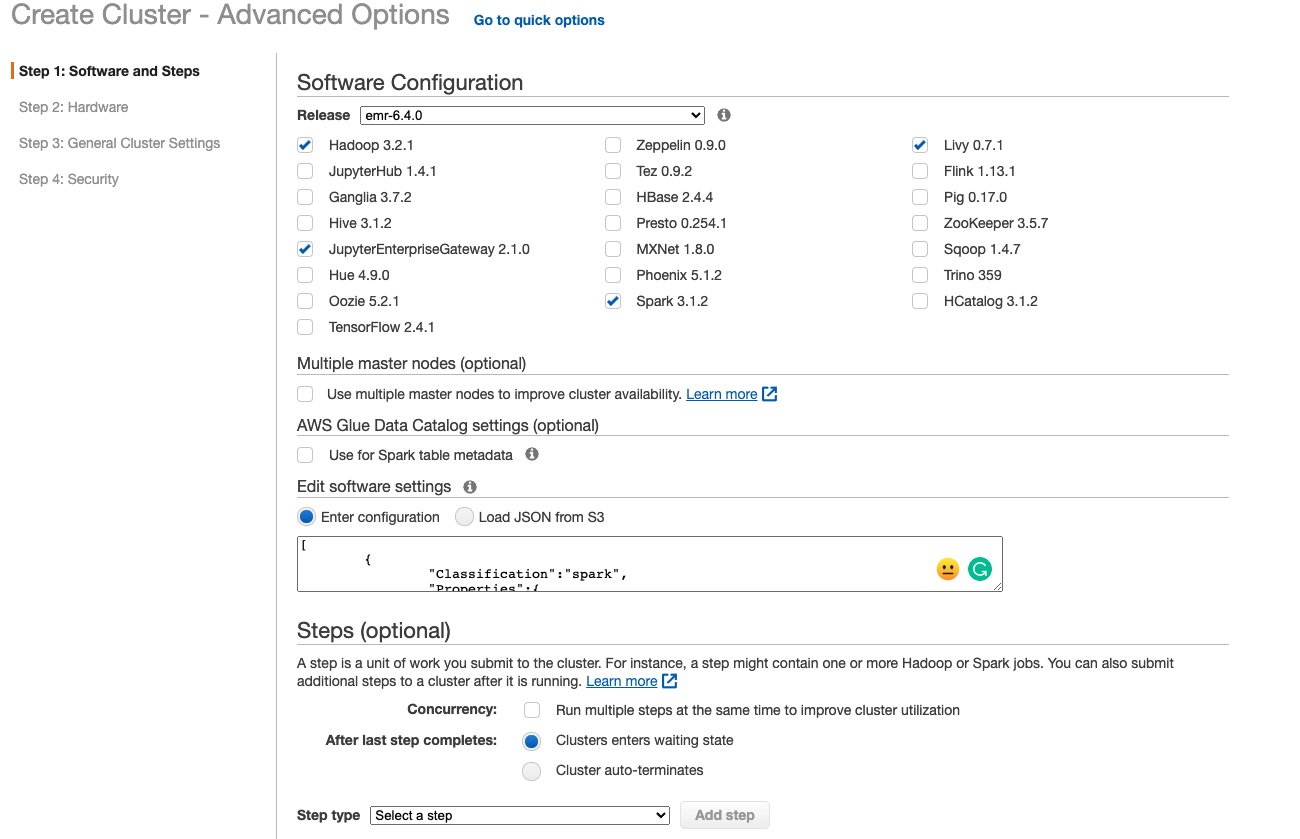 Create Cluster - Advanced Options Go to quick options
Step 1: Software and Steps
Step 2: Hardware
Step 3: General Cluster Settings
Step 4: Security
Software Configuration
Release emr-6.4.0
Hadoop 3.2.1 Zeppelin 0.9.0 Livy 0.7.1
JupyterHub 1.4.1 Tez 0.9.2 Flink 1.13.1
Ganglia 3.7.2 HBase 2.4.4 Pig 0.17.0
Hive 3.1.2 Presto 0.254.1 ZooKeeper 3.5.7
JupyterEnterpriseGateway 2.1.0 MXNet 1.8.0 Sqoop 1.4.7
Hue 4.9.0 Phoenix 5.1.2 Trino 359
Oozie 5.2.1 Spark 3.1.2 HCatalog 3.1.2
TensorFlow 2.4.1
Multiple master nodes (optional)
Use multiple master nodes to improve cluster availability. Learn more
AWS Glue Data Catalog settings (optional)
Use for Spark table metadata
Edit software settings
Enter configuration Load JSON from S3
[
{
"Classification":"spark",
"Properties":{
Steps (optional)
A step is a unit of work you submit to the cluster. For instance, a step might contain one or more Hadoop or Spark jobs. You can also submit
additional steps to a cluster after it is running. Learn more
Concurrency: Run multiple steps at the same time to improve cluster utilization
After last step completes: Clusters enters waiting state
Cluster auto-terminates
Step type Select a step Add step